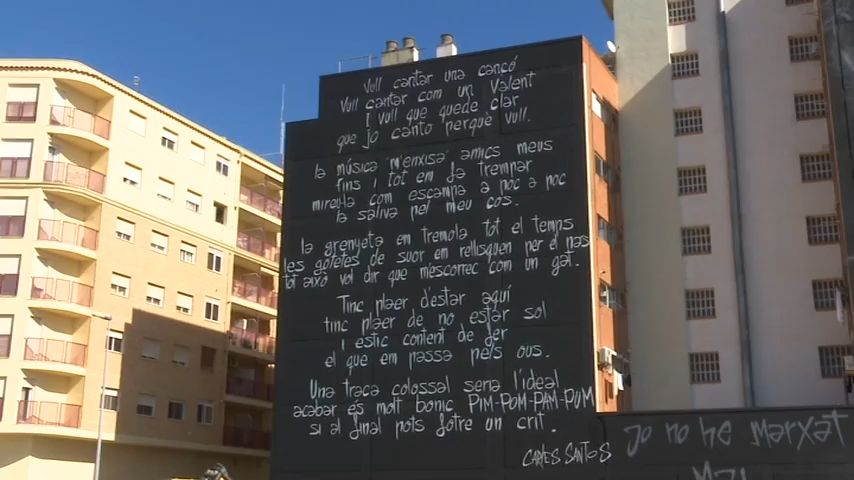 Vull cantar una cançó
Vull cantar com un valent
I vull que quede clar
que jo canto perquè vull.
la música m'enxisa amics meus
fins i tot em fa trempar
mireu-la com escampa a poc a poc
la saliva pel meu cos.
la grenyeta em tremola tot el temps
les gotetes de suor em rellisquen per el nas
tot això vol dir que m'escorrec com un gat.
Tinc plaer d'estar aquí
tinc plaer de no estar sol
i estic content de fer
el que em passa pels ous.
Una traca colossal seria l'ideal
acabar és molt bonic PIM-POM-PAM-PUM
si al final pots fotre un crit.
CARLES SANTOS
Jo no he marxat